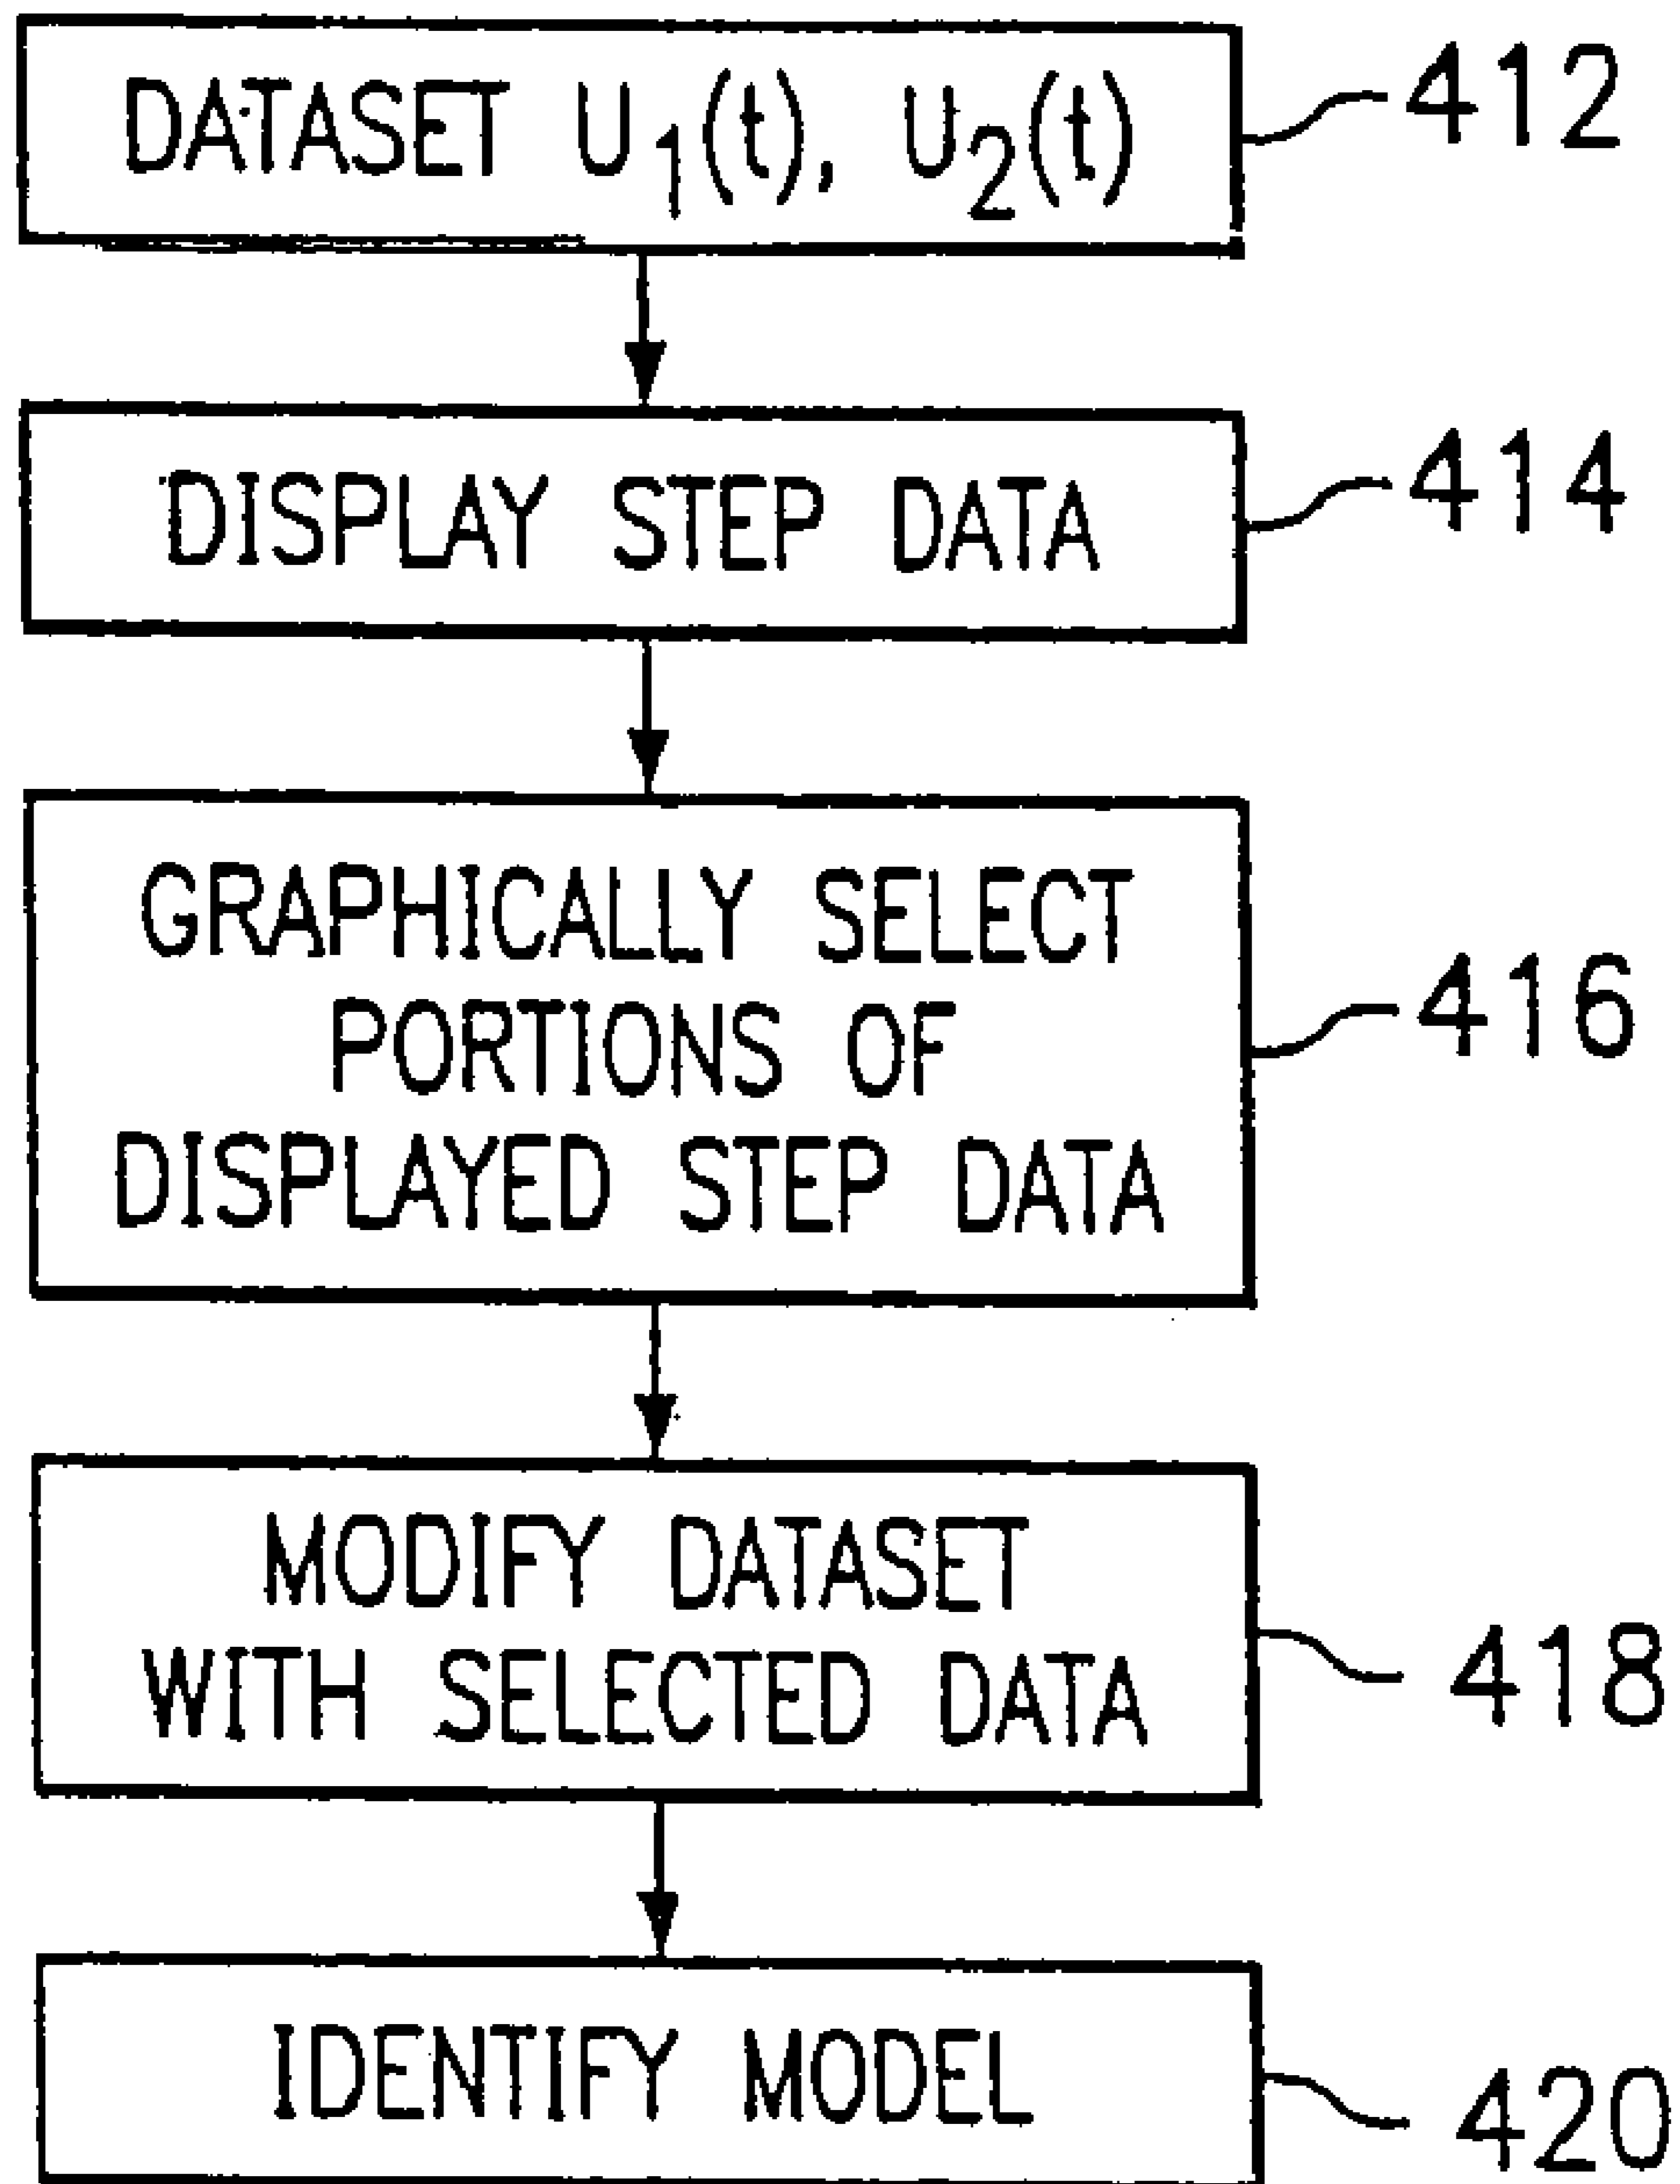 DATASET U₁(t), U₂(t)
412
DISPLAY STEP DATA
414
GRAPHICALLY SELECT
PORTIONS OF
DISPLAYED STEP DATA
416
MODIFY DATASET
WITH SELECTED DATA
418
IDENTIFY MODEL
420